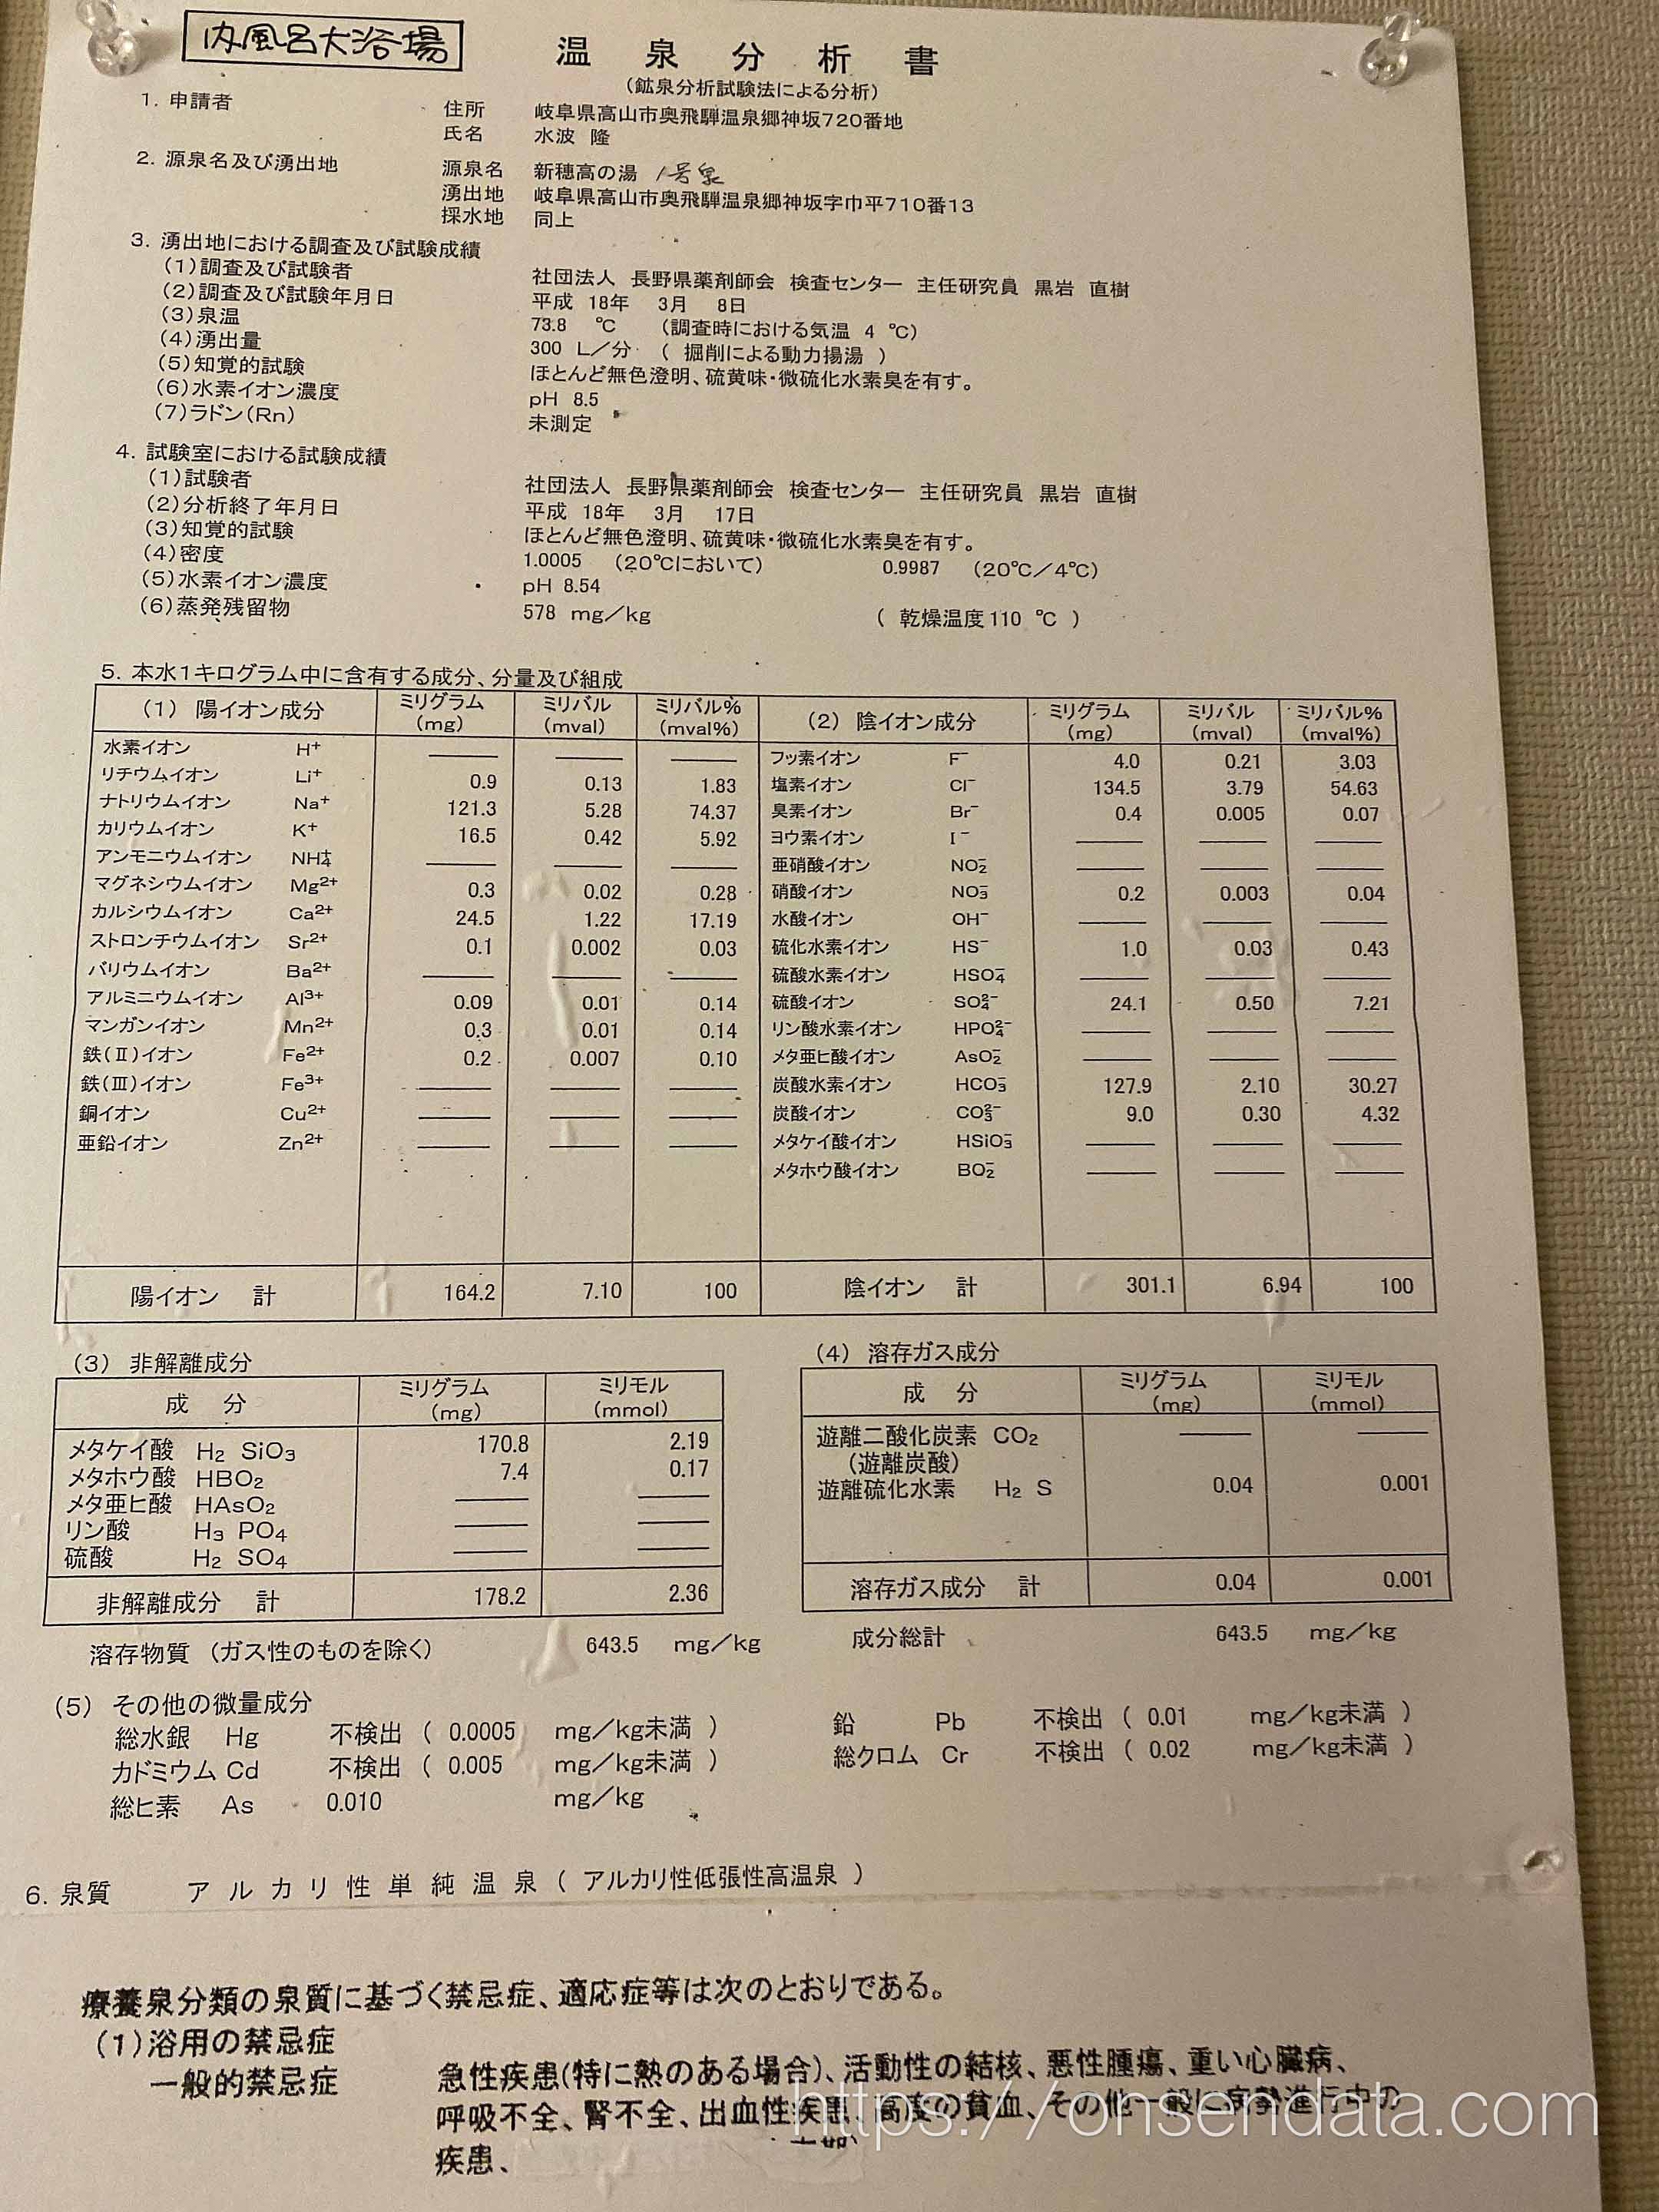 内風呂大浴場
温泉分析書
(鉱泉分析試験法による分析)
1. 申請者 住所 岐阜県高山市奥飛騨温泉郷神坂720番地
氏名 水波 隆
2. 源泉名及び湧出地 源泉名 新穂高の湯 1号泉
湧出地 岐阜県高山市奥飛騨温泉郷神坂字巾平710番13
採水地 同上
3. 湧出地における調査及び試験成績
(1)調査及び試験者 社団法人 長野県薬剤師会 検査センター 主任研究員 黒岩 直樹
(2)調査及び試験年月日 平成 18年 3月 8日
(3)泉温 73.8 ℃ (調査時における気温 4 ℃)
(4)湧出量 300 L/分 ( 掘削による動力揚湯 )
(5)知覚的試験 ほとんど無色澄明、硫黄味・微硫化水素臭を有す。
(6)水素イオン濃度 pH 8.5
(7)ラドン(Rn) 未測定
4. 試験室における試験成績
(1)試験者 社団法人 長野県薬剤師会 検査センター 主任研究員 黒岩 直樹
(2)分析終了年月日 平成 18年 3月 17日
(3)知覚的試験 ほとんど無色澄明、硫黄味・微硫化水素臭を有す。
(4)密度 1.0005 (20℃において) 0.9987 (20℃/4℃)
(5)水素イオン濃度 pH 8.54
(6)蒸発残留物 578 mg/kg ( 乾燥温度110 ℃ )
5. 本水1キログラム中に含有する成分、分量及び組成
(1) 陽イオン成分 ミリグラム(mg) ミリバル(mval) ミリバル%(mval%) (2) 陰イオン成分 ミリグラム(mg) ミリバル(mval) ミリバル%(mval%)
水素イオン H⁺ ― ― ― フッ素イオン F⁻ 4.0 0.21 3.03
リチウムイオン Li⁺ 0.9 0.13 1.83 塩素イオン Cl⁻ 134.5 3.79 54.63
ナトリウムイオン Na⁺ 121.3 5.28 74.37 臭素イオン Br⁻ 0.4 0.005 0.07
カリウムイオン K⁺ 16.5 0.42 5.92 ヨウ素イオン I⁻ ― ― ―
アンモニウムイオン NH₄⁺ ― ― ― 亜硝酸イオン NO₂⁻ ― ― ―
マグネシウムイオン Mg²⁺ 0.3 0.02 0.28 硝酸イオン NO₃⁻ 0.2 0.003 0.04
カルシウムイオン Ca²⁺ 24.5 1.22 17.19 水酸イオン OH⁻ ― ― ―
ストロンチウムイオン Sr²⁺ 0.1 0.002 0.03 硫化水素イオン HS⁻ 1.0 0.03 0.43
バリウムイオン Ba²⁺ ― ― ― 硫酸水素イオン HSO₄⁻ ― ― ―
アルミニウムイオン Al³⁺ 0.09 0.01 0.14 硫酸イオン SO₄²⁻ 24.1 0.50 7.21
マンガンイオン Mn²⁺ 0.3 0.01 0.14 リン酸水素イオン HPO₄²⁻ ― ― ―
鉄(Ⅱ)イオン Fe²⁺ 0.2 0.007 0.10 メタ亜ヒ酸イオン AsO₂⁻ ― ― ―
鉄(Ⅲ)イオン Fe³⁺ ― ― ― 炭酸水素イオン HCO₃⁻ 127.9 2.10 30.27
銅イオン Cu²⁺ ― ― ― 炭酸イオン CO₃²⁻ 9.0 0.30 4.32
亜鉛イオン Zn²⁺ ― ― ― メタケイ酸イオン HSiO₃⁻ ― ― ―
メタホウ酸イオン BO₂⁻ ― ― ―
陽イオン 計 164.2 7.10 100 陰イオン 計 301.1 6.94 100
(3) 非解離成分
成 分 ミリグラム(mg) ミリモル(mmol)
メタケイ酸 H₂SiO₃ 170.8 2.19
メタホウ酸 HBO₂ 7.4 0.17
メタ亜ヒ酸 HAsO₂ ― ―
リン酸 H₃PO₄ ― ―
硫酸 H₂SO₄ ― ―
非解離成分 計 178.2 2.36
(4) 溶存ガス成分
成 分 ミリグラム(mg) ミリモル(mmol)
遊離二酸化炭素 CO₂ ― ―
(遊離炭酸)
遊離硫化水素 H₂S 0.04 0.001
溶存ガス成分 計 0.04 0.001
溶存物質 (ガス性のものを除く) 643.5 mg/kg 成分総計 643.5 mg/kg
(5) その他の微量成分
総水銀 Hg 不検出 ( 0.0005 mg/kg未満 ) 鉛 Pb 不検出 ( 0.01 mg/kg未満 )
カドミウム Cd 不検出 ( 0.005 mg/kg未満 ) 総クロム Cr 不検出 ( 0.02 mg/kg未満 )
総ヒ素 As 0.010 mg/kg
6. 泉質 アルカリ性単純温泉 ( アルカリ性低張性高温泉 )
療養泉分類の泉質に基づく禁忌症、適応症等は次のとおりである。
(1)浴用の禁忌症
一般的禁忌症 急性疾患(特に熱のある場合)、活動性の結核、悪性腫瘍、重い心臓病、
呼吸不全、腎不全、出血性疾患、高度の貧血、その他一般に病勢進行中の
疾患、
https://onsendata.com